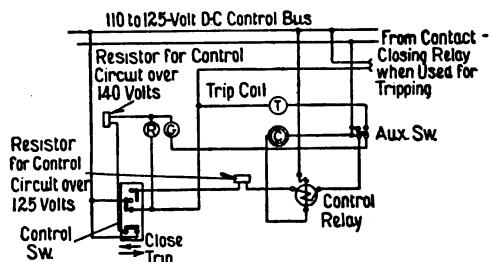 110 to 125-Volt D-C Control Bus
Resistor for Control
Circuit over
140 Volts
From Contact-
Closing Relay
when Used for
Tripping
Trip Coil
T
R
G
C
Aux. Sw.
Resistor
for Control
Circuit over
125 Volts
Control
Sw.
Close
Trip
Control
Relay